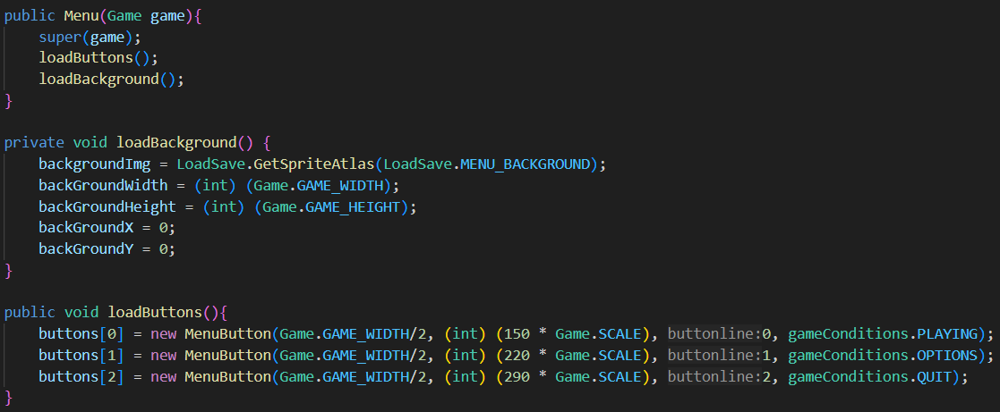 public Menu(Game game){
    super(game);
    loadButtons();
    loadBackground();
}

private void loadBackground() {
    backgroundImg = LoadSave.GetSpriteAtlas(LoadSave.MENU_BACKGROUND);
    backGroundWidth = (int) (Game.GAME_WIDTH);
    backGroundHeight = (int) (Game.GAME_HEIGHT);
    backGroundX = 0;
    backGroundY = 0;
}

public void loadButtons(){
    buttons[0] = new MenuButton(Game.GAME_WIDTH/2, (int) (150 * Game.SCALE), buttonline:0, gameConditions.PLAYING);
    buttons[1] = new MenuButton(Game.GAME_WIDTH/2, (int) (220 * Game.SCALE), buttonline:1, gameConditions.OPTIONS);
    buttons[2] = new MenuButton(Game.GAME_WIDTH/2, (int) (290 * Game.SCALE), buttonline:2, gameConditions.QUIT);
}